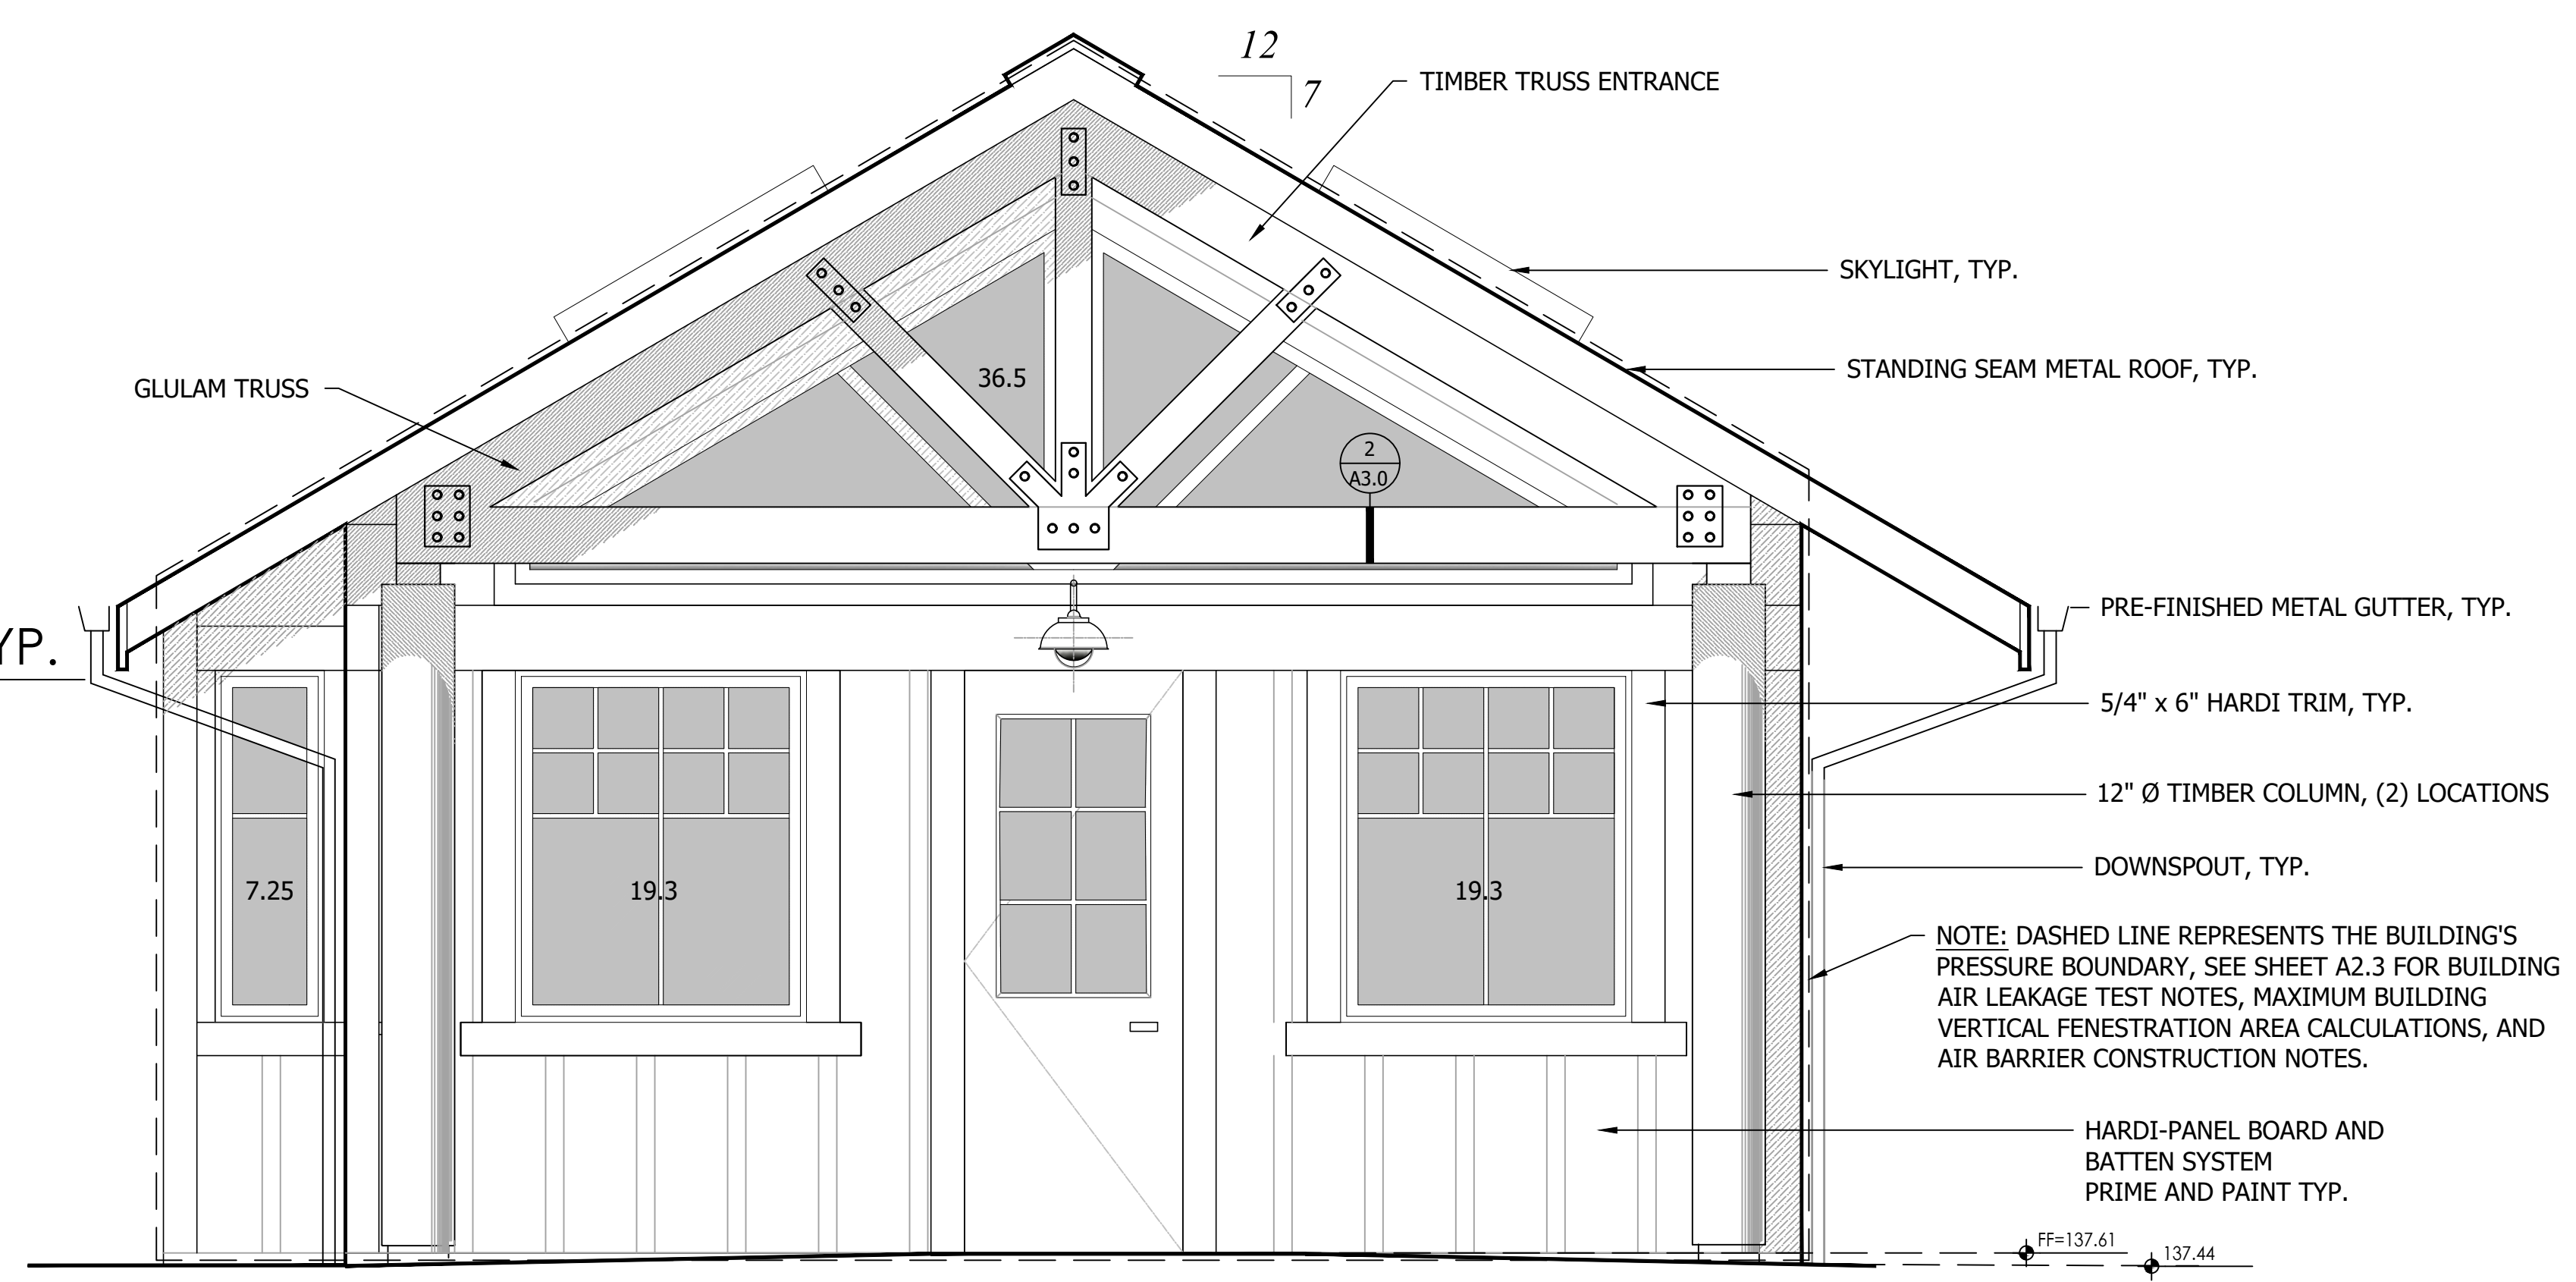 12
7
TIMBER TRUSS ENTRANCE
SKYLIGHT, TYP.
STANDING SEAM METAL ROOF, TYP.
GLULAM TRUSS
36.5
2
A3.0
YP.
PRE-FINISHED METAL GUTTER, TYP.
5/4" x 6" HARDI TRIM, TYP.
12" Ø TIMBER COLUMN, (2) LOCATIONS
DOWNSPOUT, TYP.
7.25
19.3
19.3
NOTE: DASHED LINE REPRESENTS THE BUILDING'S
PRESSURE BOUNDARY, SEE SHEET A2.3 FOR BUILDING
AIR LEAKAGE TEST NOTES, MAXIMUM BUILDING
VERTICAL FENESTRATION AREA CALCULATIONS, AND
AIR BARRIER CONSTRUCTION NOTES.
HARDI-PANEL BOARD AND
BATTEN SYSTEM
PRIME AND PAINT TYP.
FF=137.61
137.44